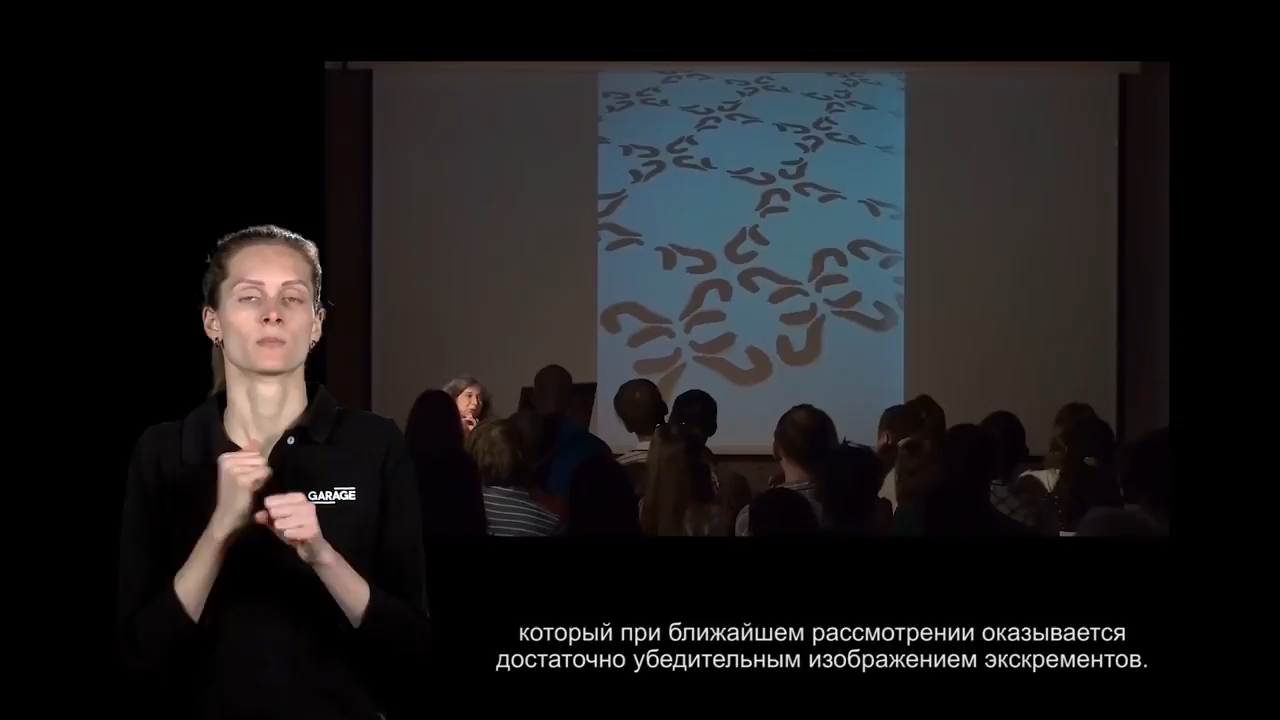 GARAGE
который при ближайшем рассмотрении оказывается
достаточно убедительным изображением экскрементов.